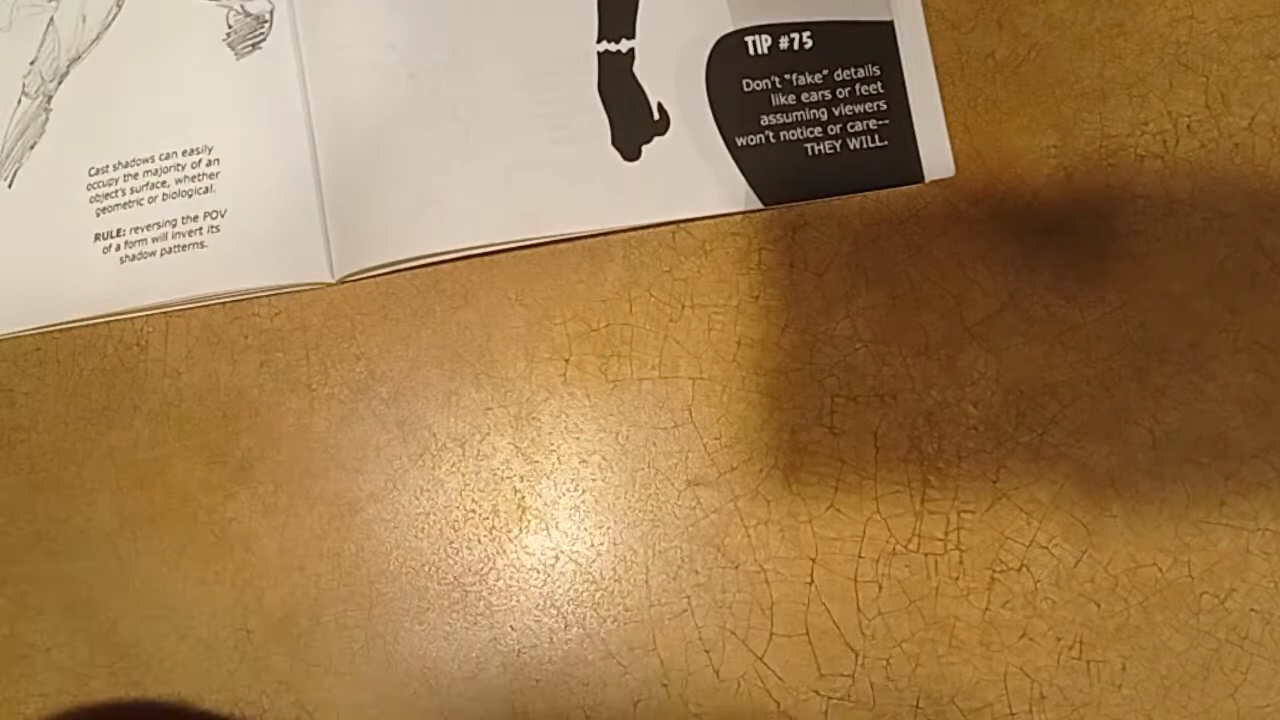 Cast shadows can easily
occupy the majority of an
object's surface, whether
geometric or biological.
RULE: reversing the POV
of a form will invert its
shadow patterns.
TIP #75
Don't "fake" details
like ears or feet
assuming viewers
won't notice or care--
THEY WILL.